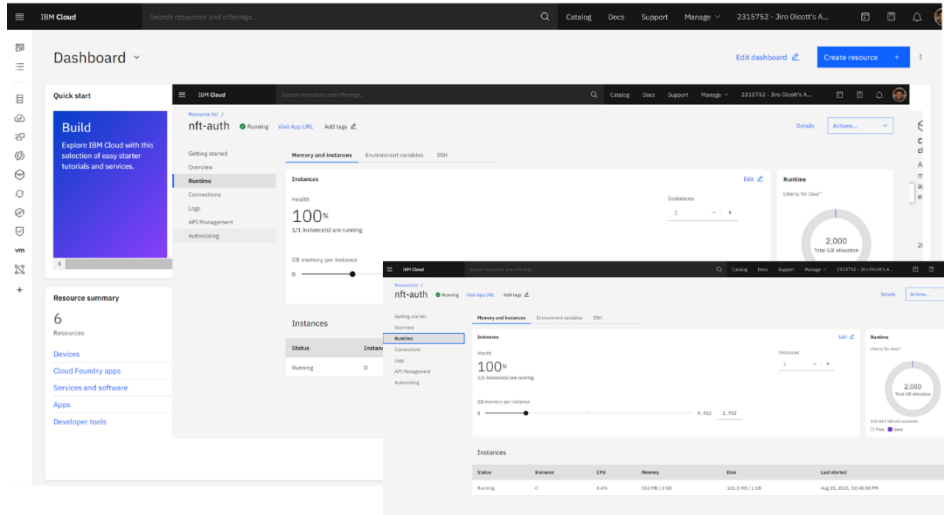 IBM Cloud Search resources and offerings... Catalog Docs Support Manage 2315752 - Jiro Olcott's A...
Dashboard
Edit dashboard
Create resource +
Quick start
Build
Explore IBM Cloud with this
selection of easy starter
tutorials and services.
vm
Resource summary
6
Resources
Devices
Cloud Foundry apps
Services and software
Apps
Developer tools
IBM Cloud Search resources and offerings... Catalog Docs Support Manage 2315752 - Jiro Olcott's A...
Resource list /
nft-auth Running Visit App URL Add tags
Details Actions...
Getting started
Overview
Runtime
Connections
Logs
API Management
Autoscaling
Memory and instances Environment variables SSH
Instances
Edit
Health
100%
1/1 instance(s) are running
Instances
1
GB memory per instance
0
Runtime
Liberty for Java™
2,000
Total GB allocation
Instances
Status
Running 0
IBM Cloud Search resources and offerings... Catalog Docs Support Manage 2315752 - Jiro Olcott's A...
Resource list /
nft-auth Running Visit App URL Add tags
Details Actions...
Getting started
Overview
Runtime
Connections
Logs
API Management
Autoscaling
Memory and instances Environment variables SSH
Instances
Edit
Health
100%
1/1 instance(s) are running
Instances
1
GB memory per instance
0
Runtime
Liberty for Java™
2,000
Total GB allocation
Free Used
Instances
Status Instance CPU Memory Disk Last started
Running 0 0.4%